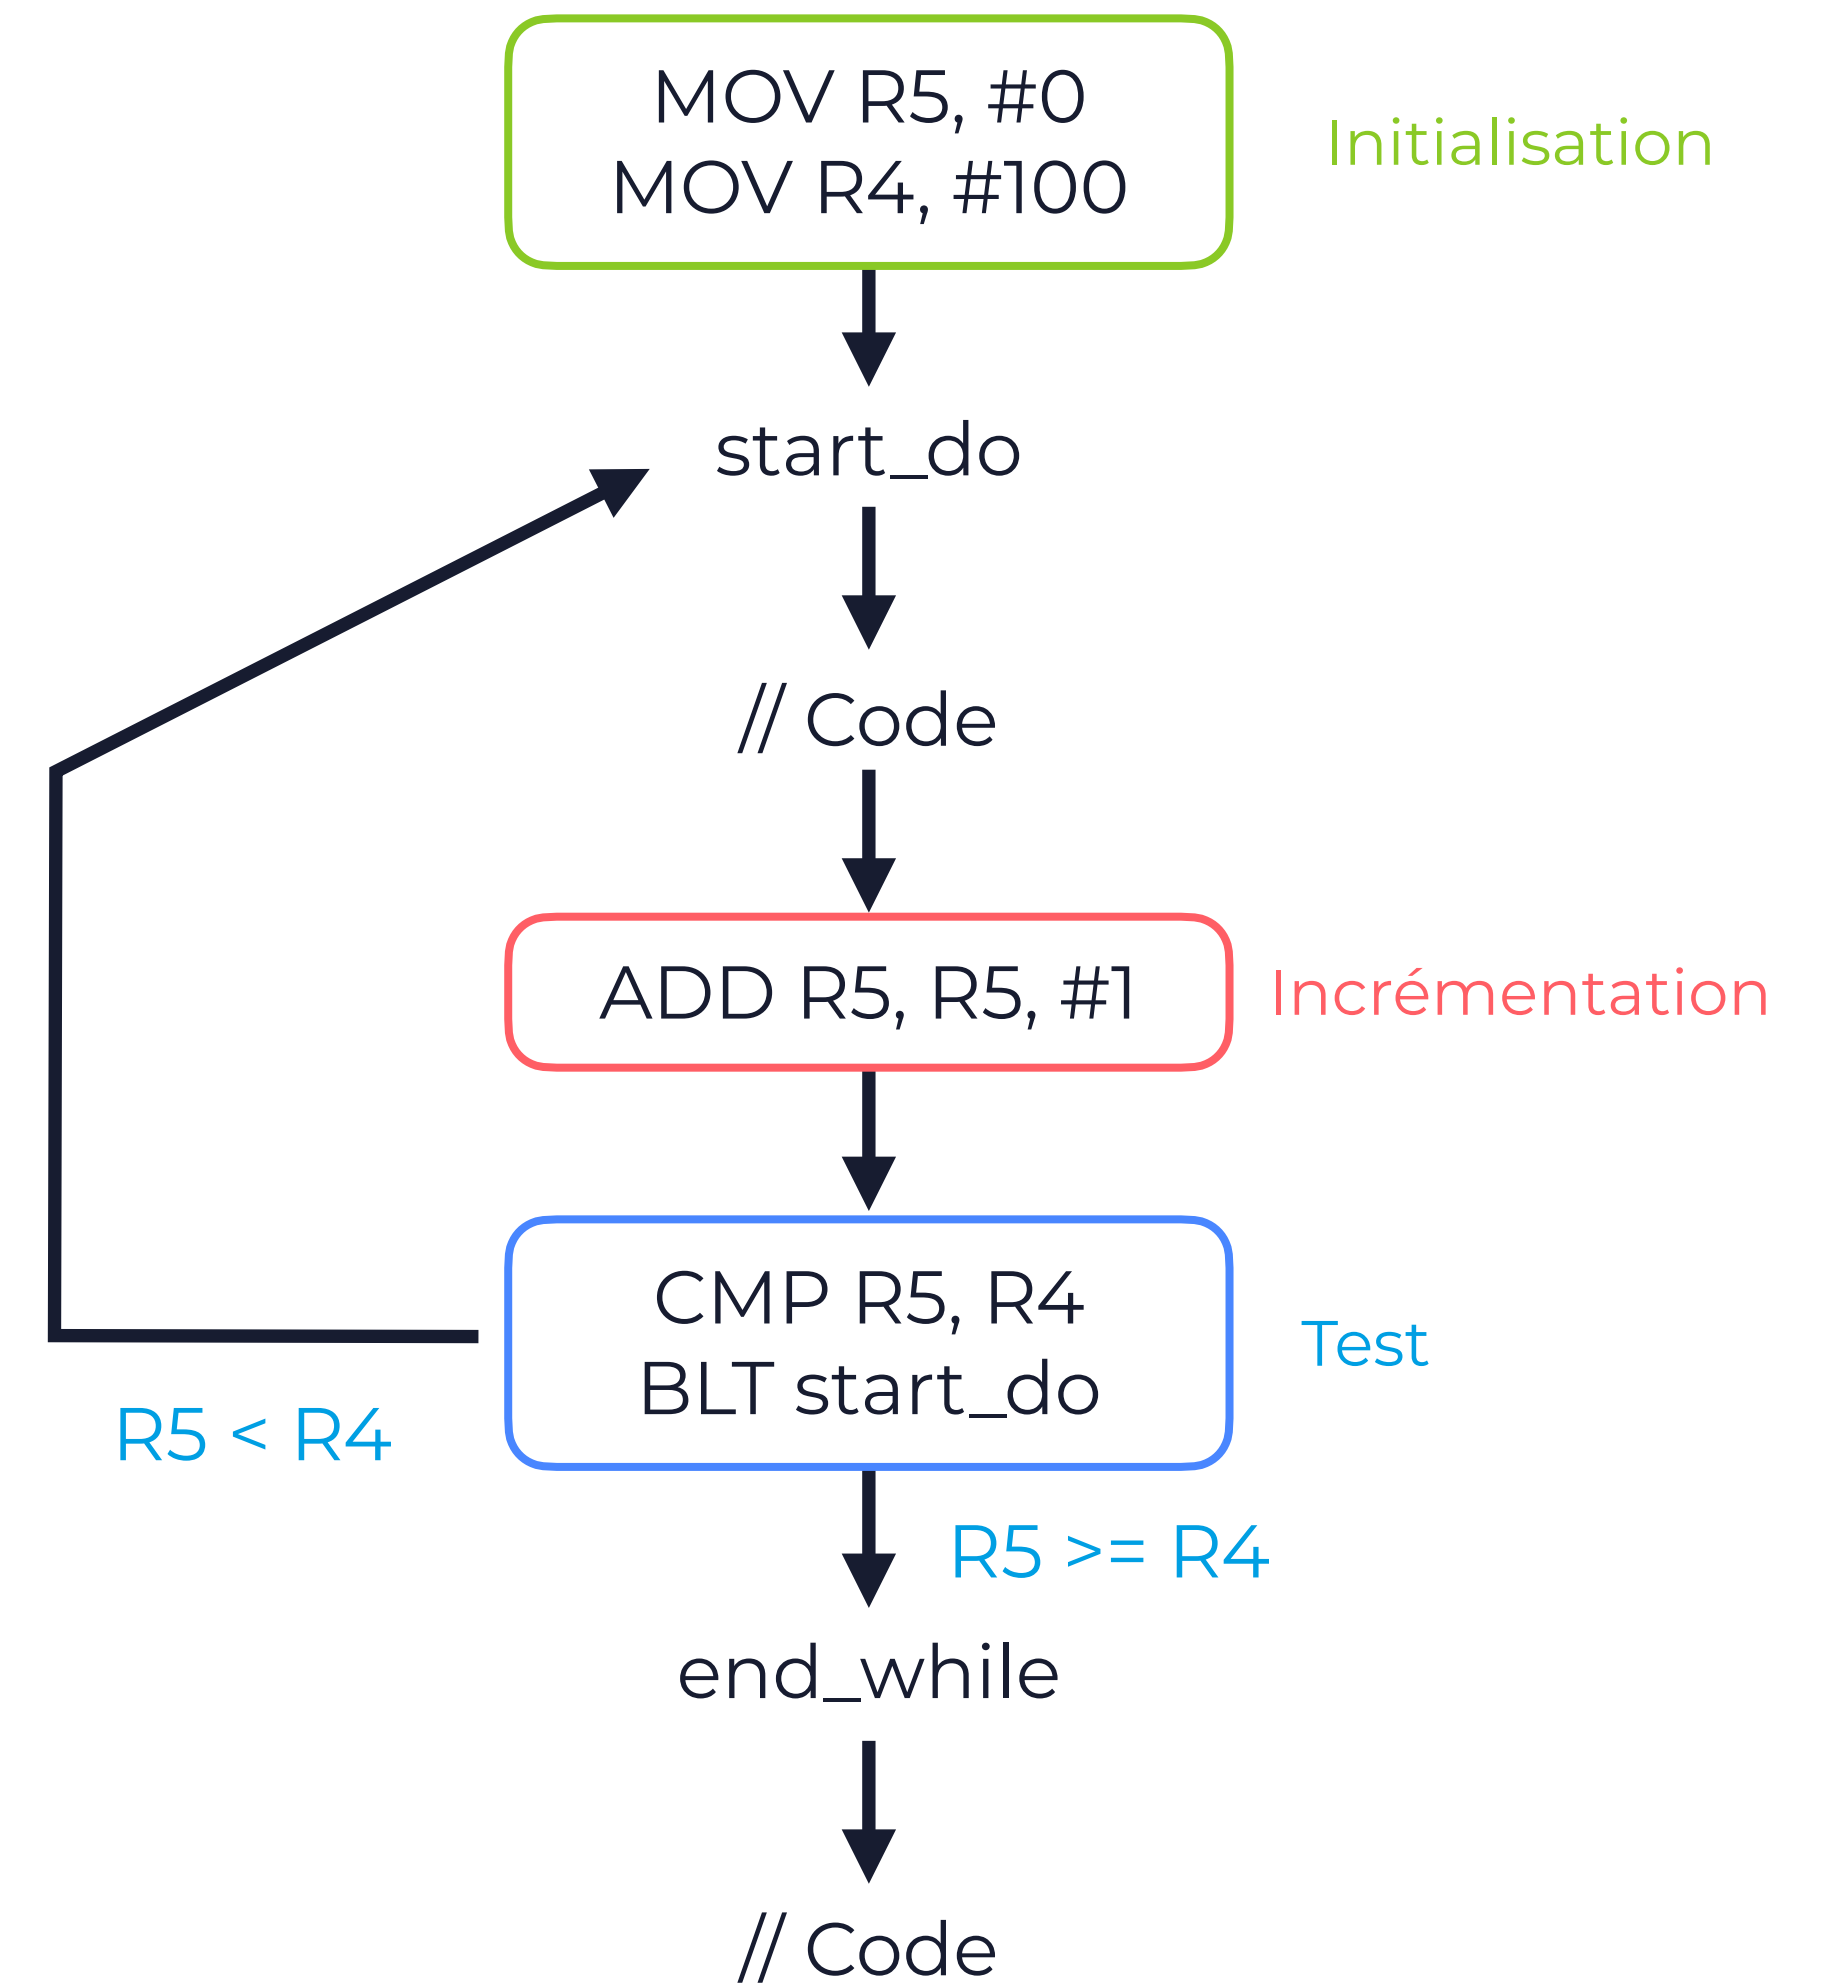 MOV R5, #0
MOV R4, #100
Initialisation
start_do
// Code
ADD R5, R5, #1
Incrémentation
CMP R5, R4
BLT start_do
Test
R5 < R4
R5 >= R4
end_while
// Code